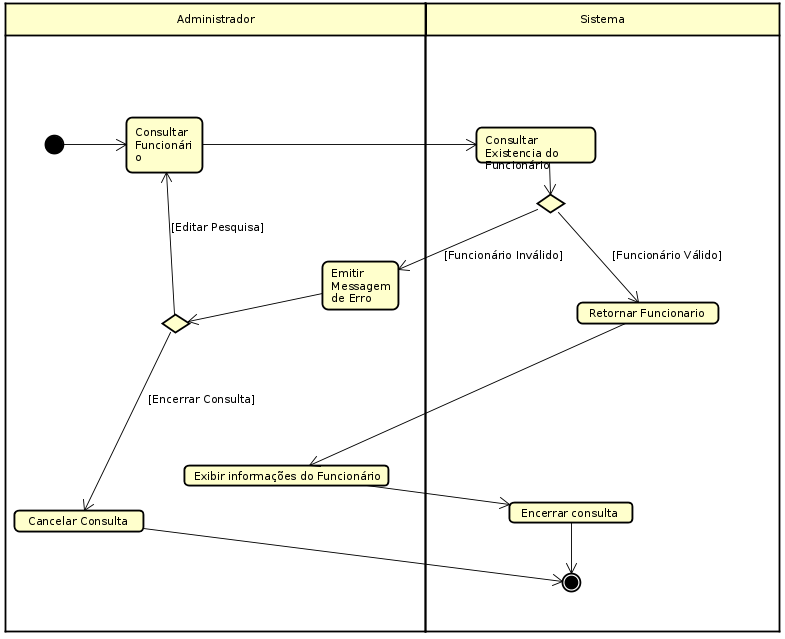 Administrador
Sistema
Consultar
Funcionári
o
Consultar
Existencia do
Funcionário
[Editar Pesquisa]
[Funcionário Inválido]
[Funcionário Válido]
Emitir
Messagem
de Erro
Retornar Funcionario
[Encerrar Consulta]
Exibir informações do Funcionário
Cancelar Consulta
Encerrar consulta